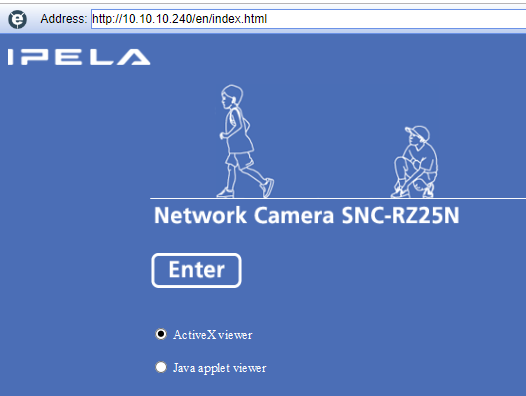 Address: http://10.10.10.240/en/index.html
IPELA
Network Camera SNC-RZ25N
Enter
ActiveX viewer
Java applet viewer